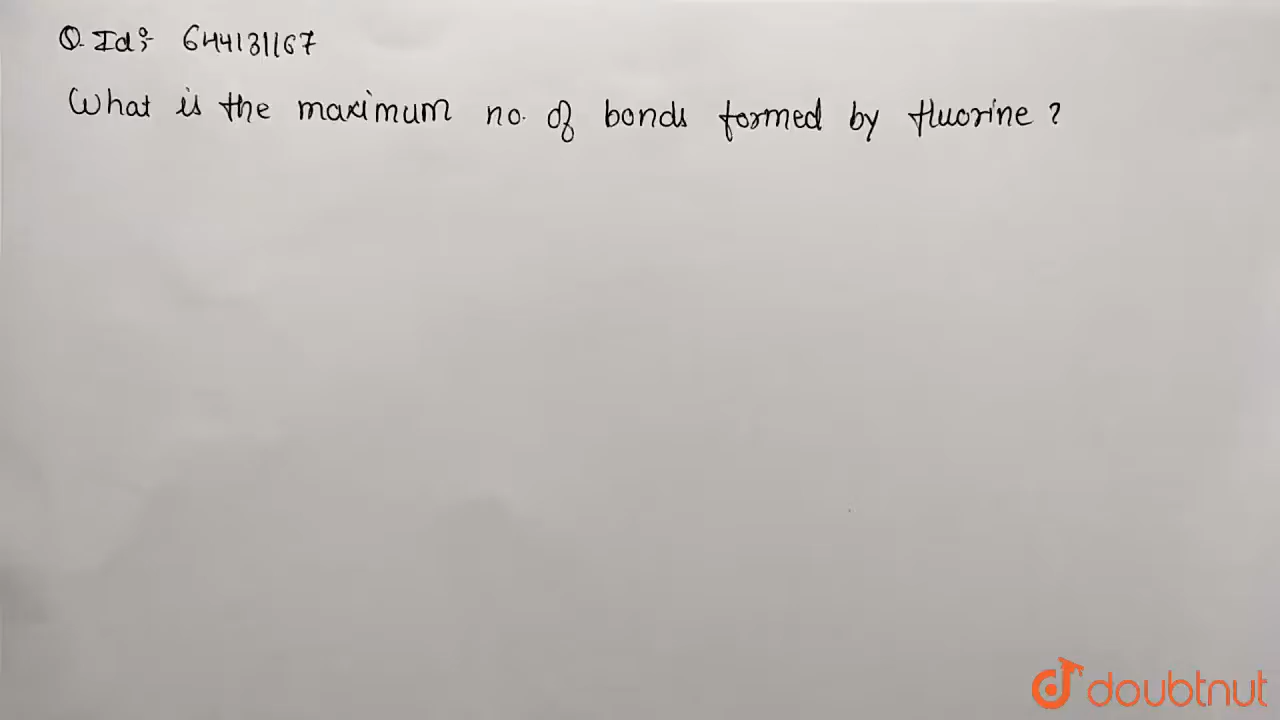 Q. Id:- 644131167
What is the maximum no. of bonds formed by fluorine ?
doubtnut